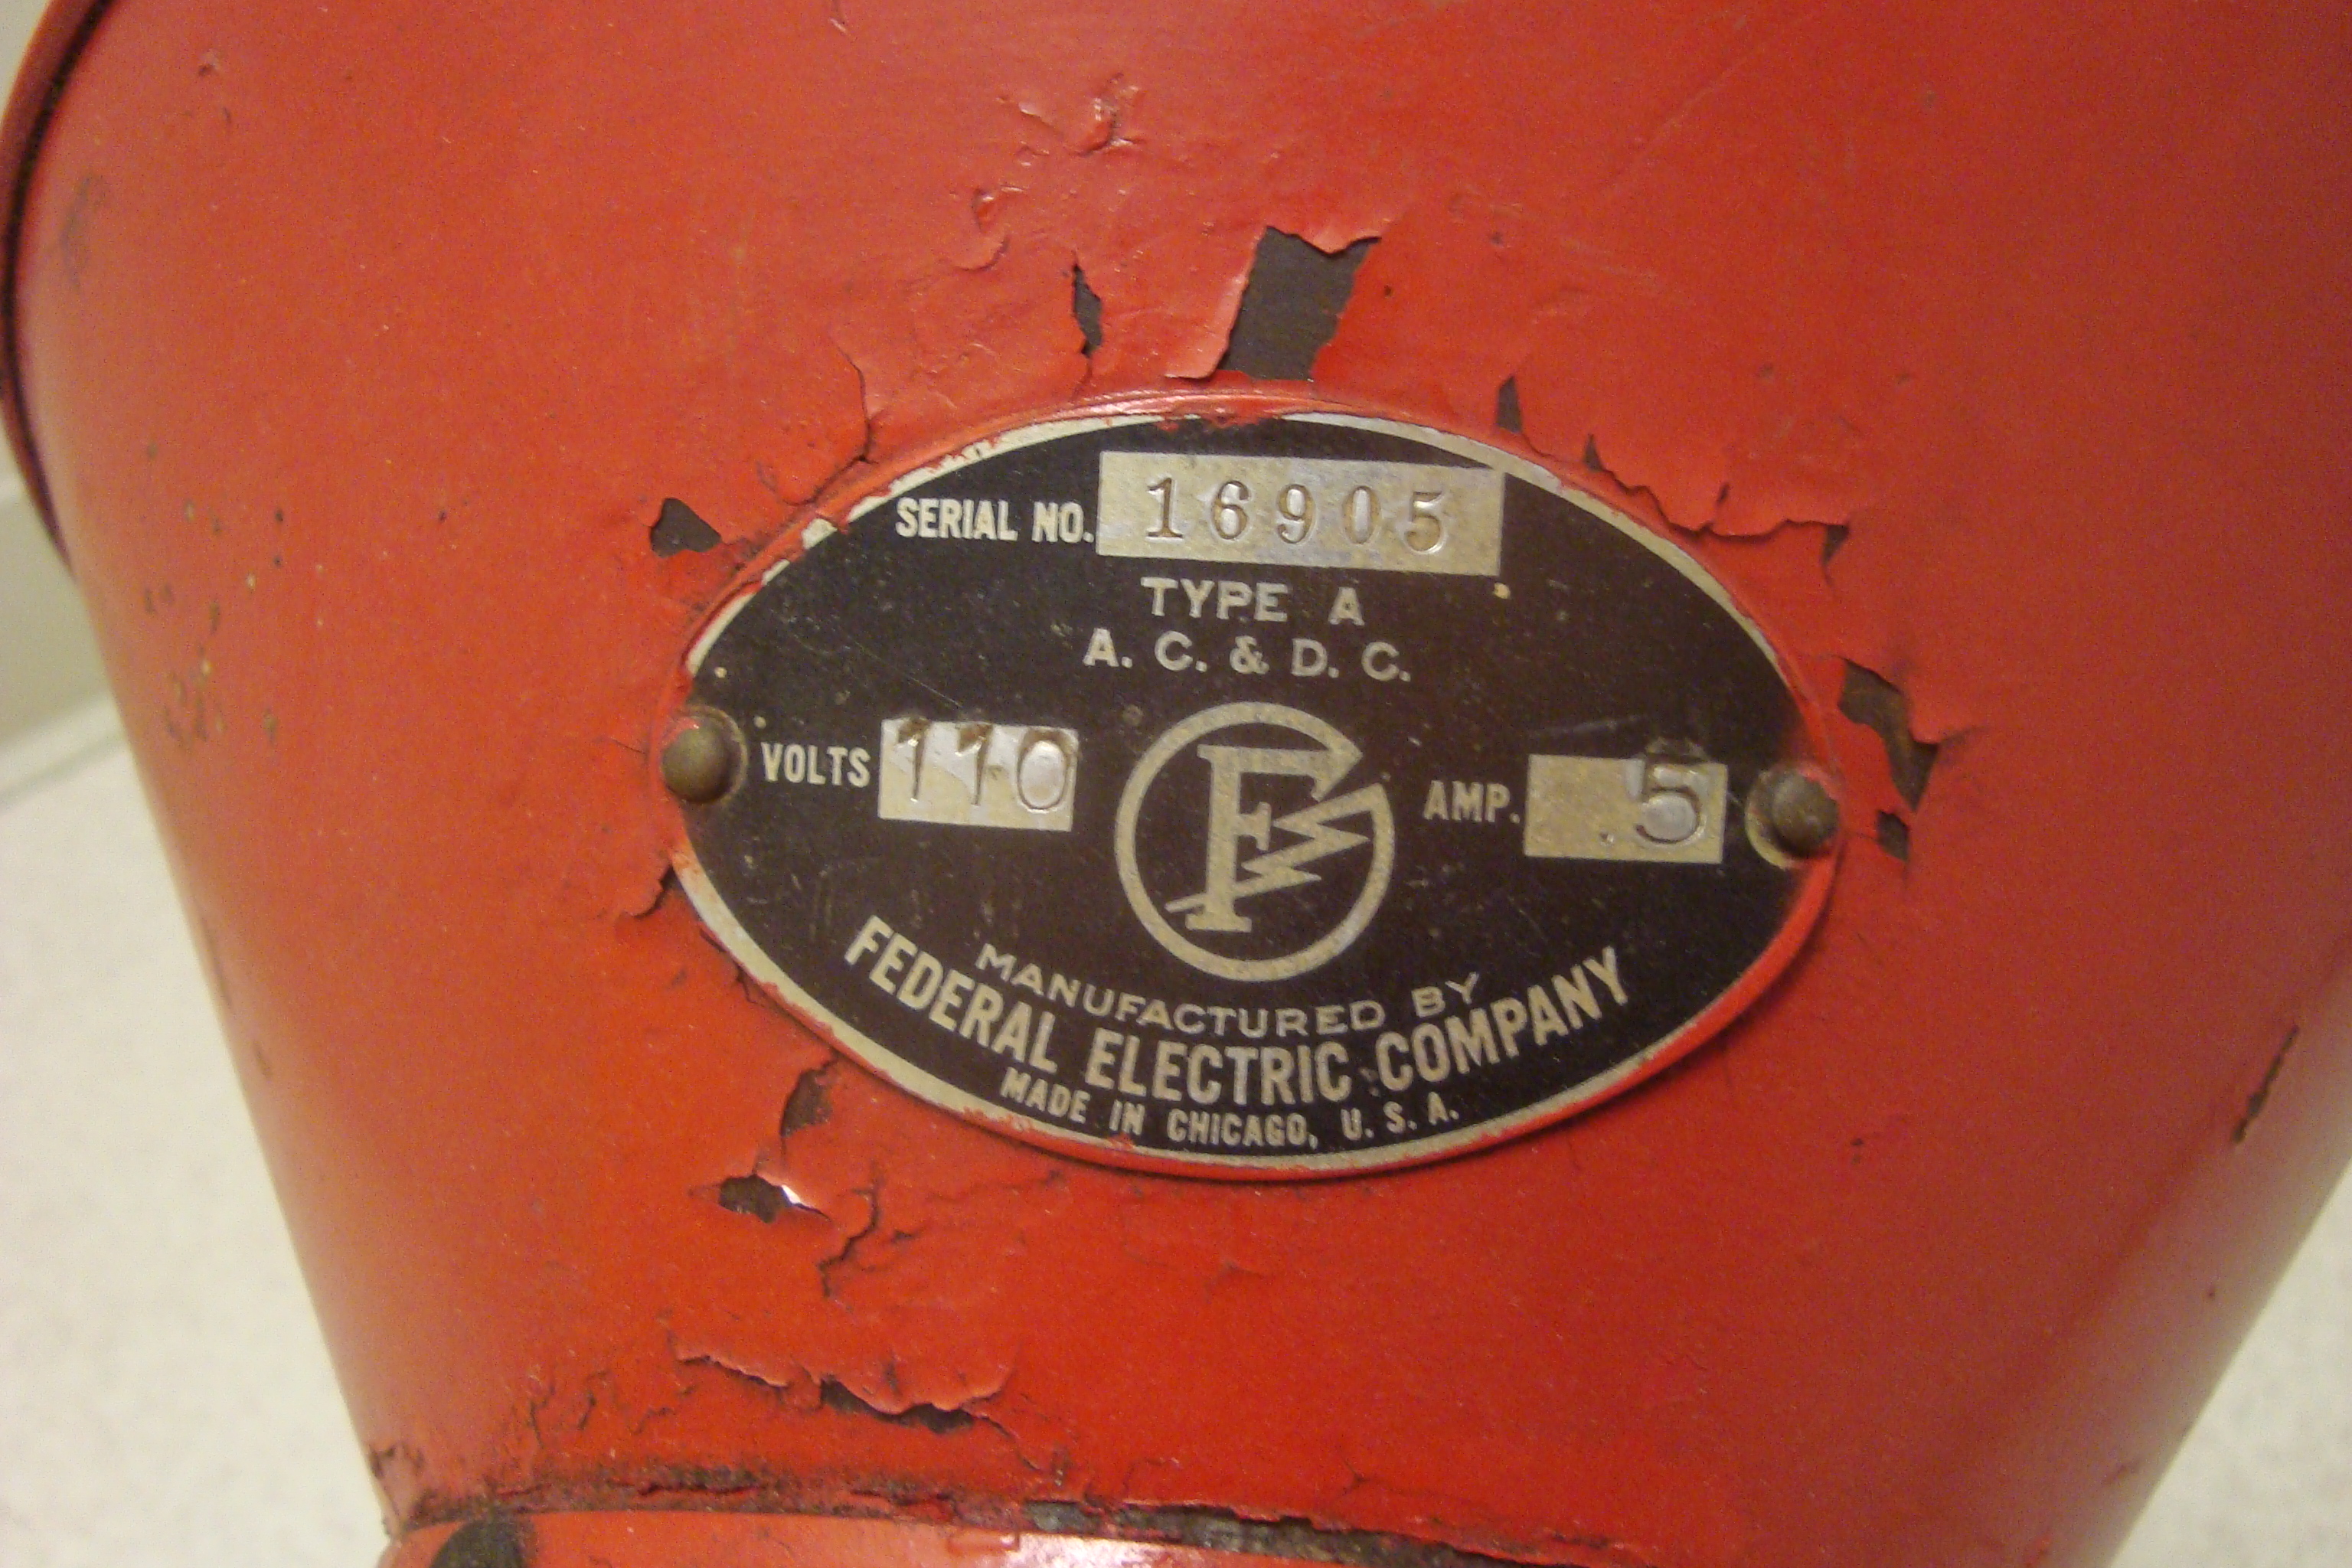 SERIAL NO. 16905
TYPE A
A. C. & D. C.
VOLTS 110 AMP. .5
MANUFACTURED BY
FEDERAL ELECTRIC COMPANY
MADE IN CHICAGO, U. S. A.